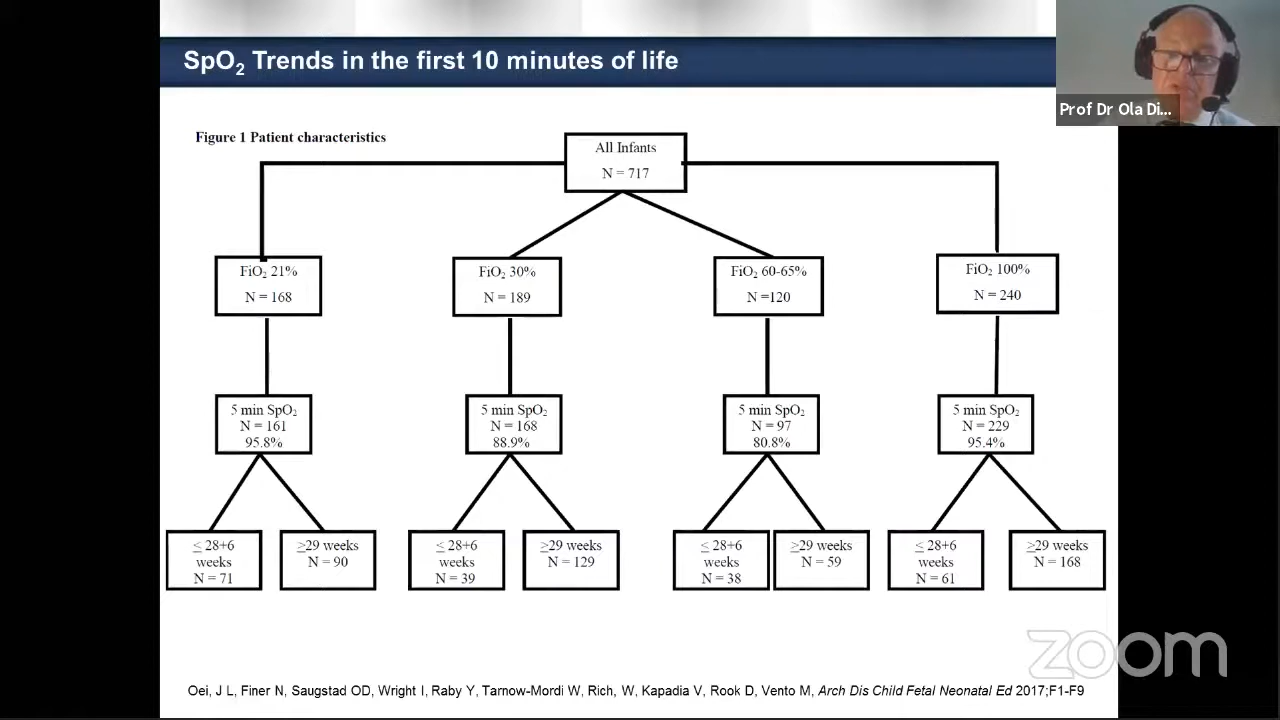 SpO2 Trends in the first 10 minutes of life
Prof Dr Ola Di...
Figure 1 Patient characteristics
All Infants
N = 717
FiO2 21%
N = 168
FiO2 30%
N = 189
FiO2 60-65%
N =120
FiO2 100%
N = 240
5 min SpO2
N = 161
95.8%
5 min SpO2
N = 168
88.9%
5 min SpO2
N = 97
80.8%
5 min SpO2
N = 229
95.4%
≤ 28+6
weeks
N = 71
≥29 weeks
N = 90
≤ 28+6
weeks
N = 39
≥29 weeks
N = 129
≤ 28+6
weeks
N = 38
≥29 weeks
N = 59
≤ 28+6
weeks
N = 61
≥29 weeks
N = 168
zoom
Oei, J L, Finer N, Saugstad OD, Wright I, Raby Y, Tarnow-Mordi W, Rich, W, Kapadia V, Rook D, Vento M, Arch Dis Child Fetal Neonatal Ed 2017;F1-F9